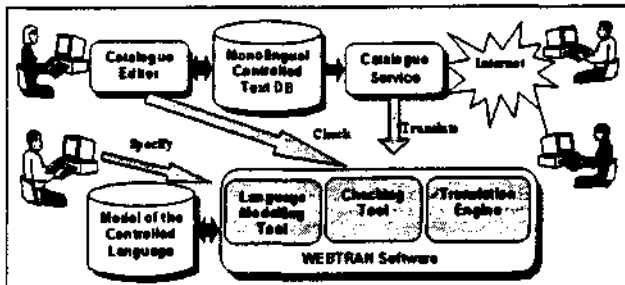 Catalogue
Editor
Monolingual
Controlled
Text DB
Catalogue
Service
Internet
Specify
Check
Translate
Model of the
Controlled
Language
Language
Modelling
Tool
Checking
Tool
Translation
Engine
WEBTRAN Software